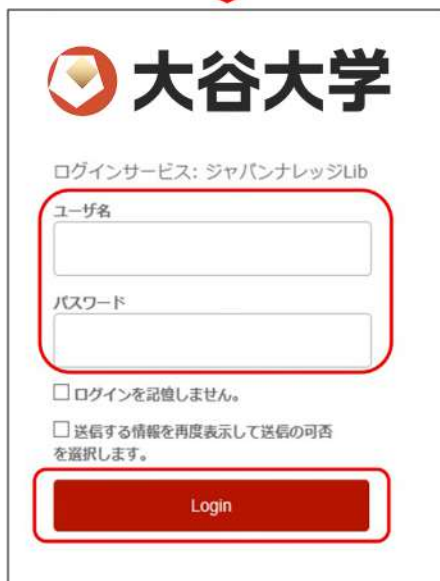 大谷大学
ログインサービス: ジャパンナレッジLib
ユーザ名
パスワード
ログインを記憶しません。
送信する情報を再度表示して送信の可否
を選択します。
Login